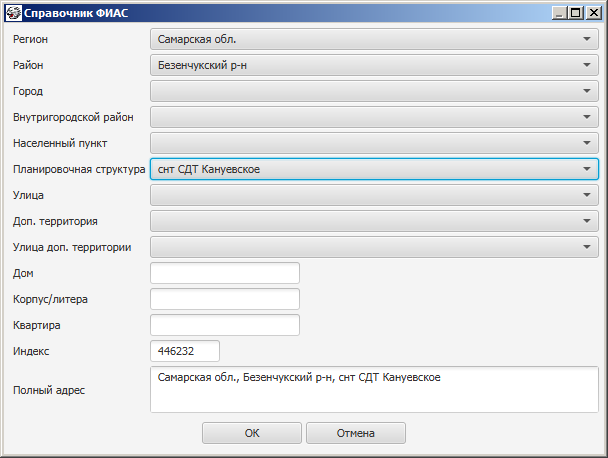 Справочник ФИАС
Регион Самарская обл.
Район Безенчукский р-н
Город
Внутригородской район
Населенный пункт
Планировочная структура снт СДТ Кануевское
Улица
Доп. территория
Улица доп. территории
Дом
Корпус/литера
Квартира
Индекс 446232
Полный адрес Самарская обл., Безенчукский р-н, снт СДТ Кануевское
ОК Отмена